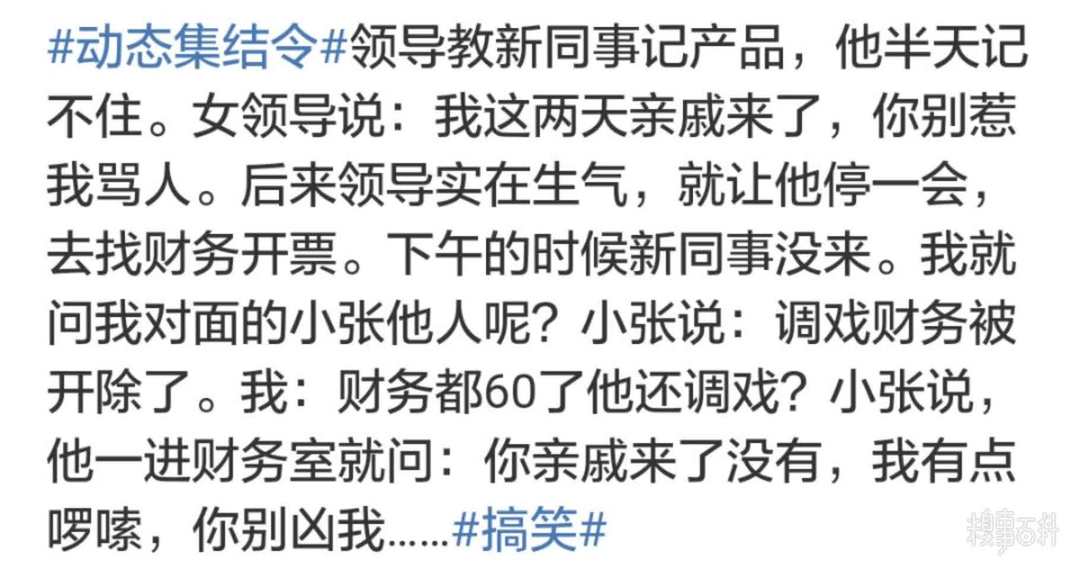 #动态集结令#领导教新同事记产品，他半天记
不住。女领导说：我这两天亲戚来了，你别惹
我骂人。后来领导实在生气，就让他停一会，
去找财务开票。下午的时候新同事没来。我就
问我对面的小张他人呢？小张说：调戏财务被
开除了。我：财务都60了他还调戏？小张说，
他一进财务室就问：你亲戚来了没有，我有点
啰嗦，你别凶我……#搞笑#
糗事百科